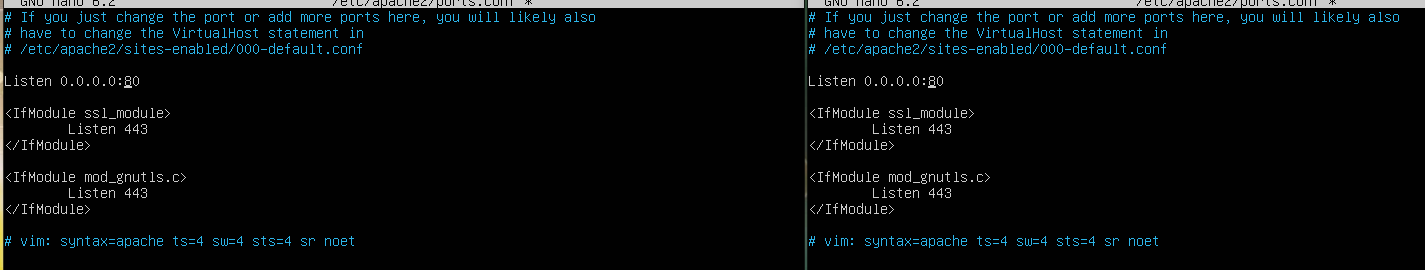 GNU nano 6.2 /etc/apache2/ports.conf *
# If you just change the port or add more ports here, you will likely also
# have to change the VirtualHost statement in
# /etc/apache2/sites-enabled/000-default.conf
Listen 0.0.0.0:80
<IfModule ssl_module>
Listen 443
</IfModule>
<IfModule mod_gnutls.c>
Listen 443
</IfModule>
# vim: syntax=apache ts=4 sw=4 sts=4 sr noet
GNU nano 6.2 /etc/apache2/ports.conf *
# If you just change the port or add more ports here, you will likely also
# have to change the VirtualHost statement in
# /etc/apache2/sites-enabled/000-default.conf
Listen 0.0.0.0:80
<IfModule ssl_module>
Listen 443
</IfModule>
<IfModule mod_gnutls.c>
Listen 443
</IfModule>
# vim: syntax=apache ts=4 sw=4 sts=4 sr noet